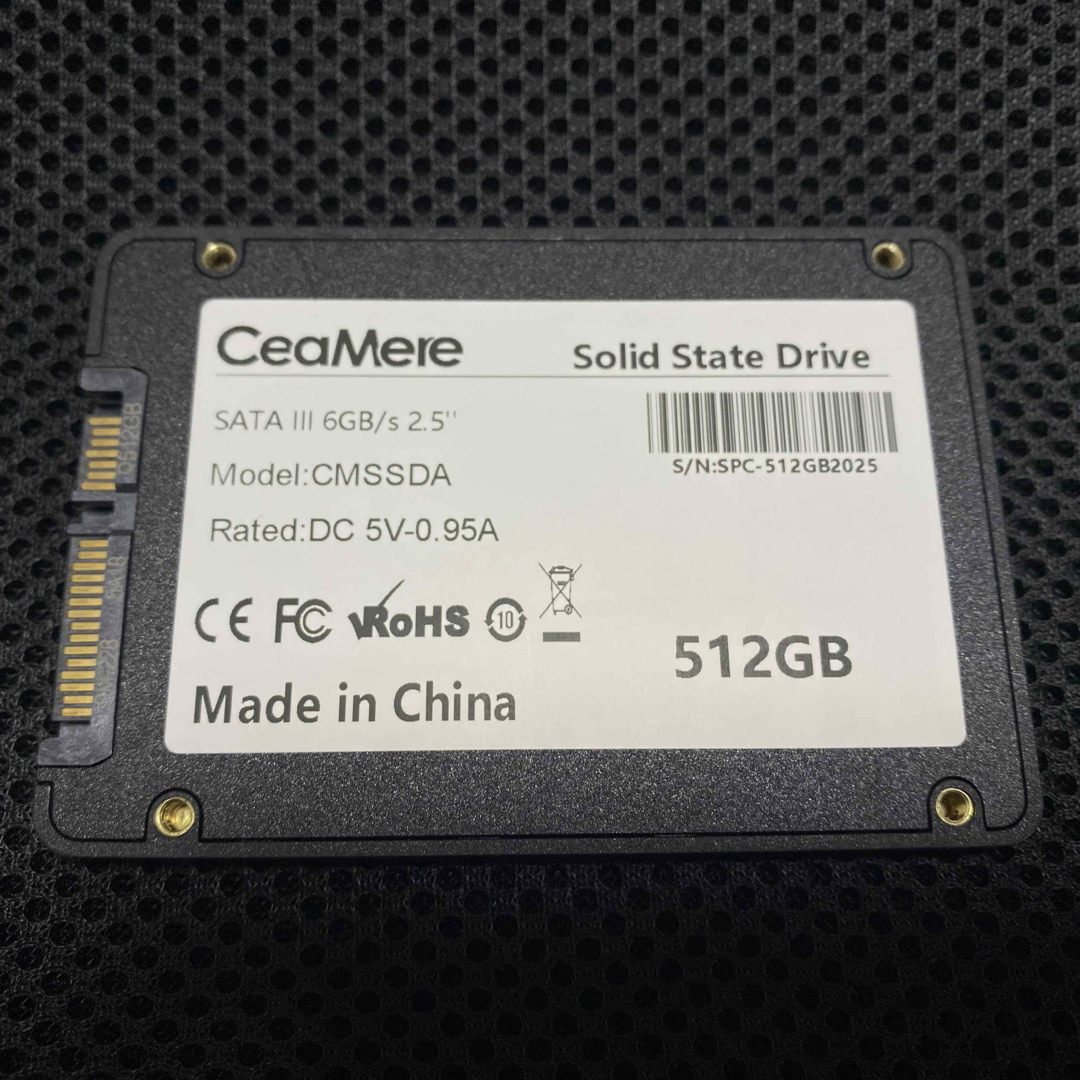 CeaMere
Solid State Drive
SATA III 6GB/s 2.5''
S/N:SPC-512GB2025
Model:CMSSDA
Rated:DC 5V-0.95A
CE FC RoHS 10
512GB
Made in China
C512GB